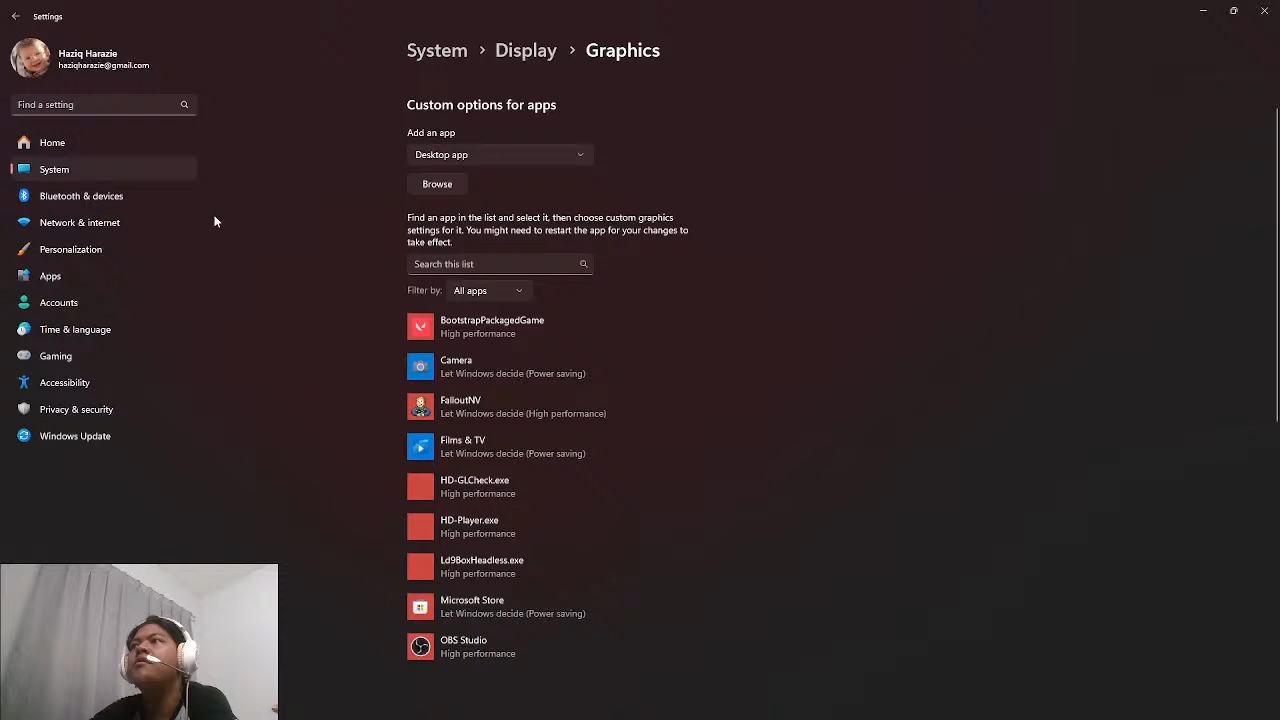 Settings
Haziq Harazie
haziqharazie@gmail.com
Find a setting
Home
System
Bluetooth & devices
Network & internet
Personalization
Apps
Accounts
Time & language
Gaming
Accessibility
Privacy & security
Windows Update
System > Display > Graphics
Custom options for apps
Add an app
Desktop app
Browse
Find an app in the list and select it, then choose custom graphics
settings for it. You might need to restart the app for your changes to
take effect.
Search this list
Filter by: All apps
BootstrapPackagedGame
High performance
Camera
Let Windows decide (Power saving)
FalloutNV
Let Windows decide (High performance)
Films & TV
Let Windows decide (Power saving)
HD-GLCheck.exe
High performance
HD-Player.exe
High performance
Ld9BoxHeadless.exe
High performance
Microsoft Store
Let Windows decide (Power saving)
OBS Studio
High performance